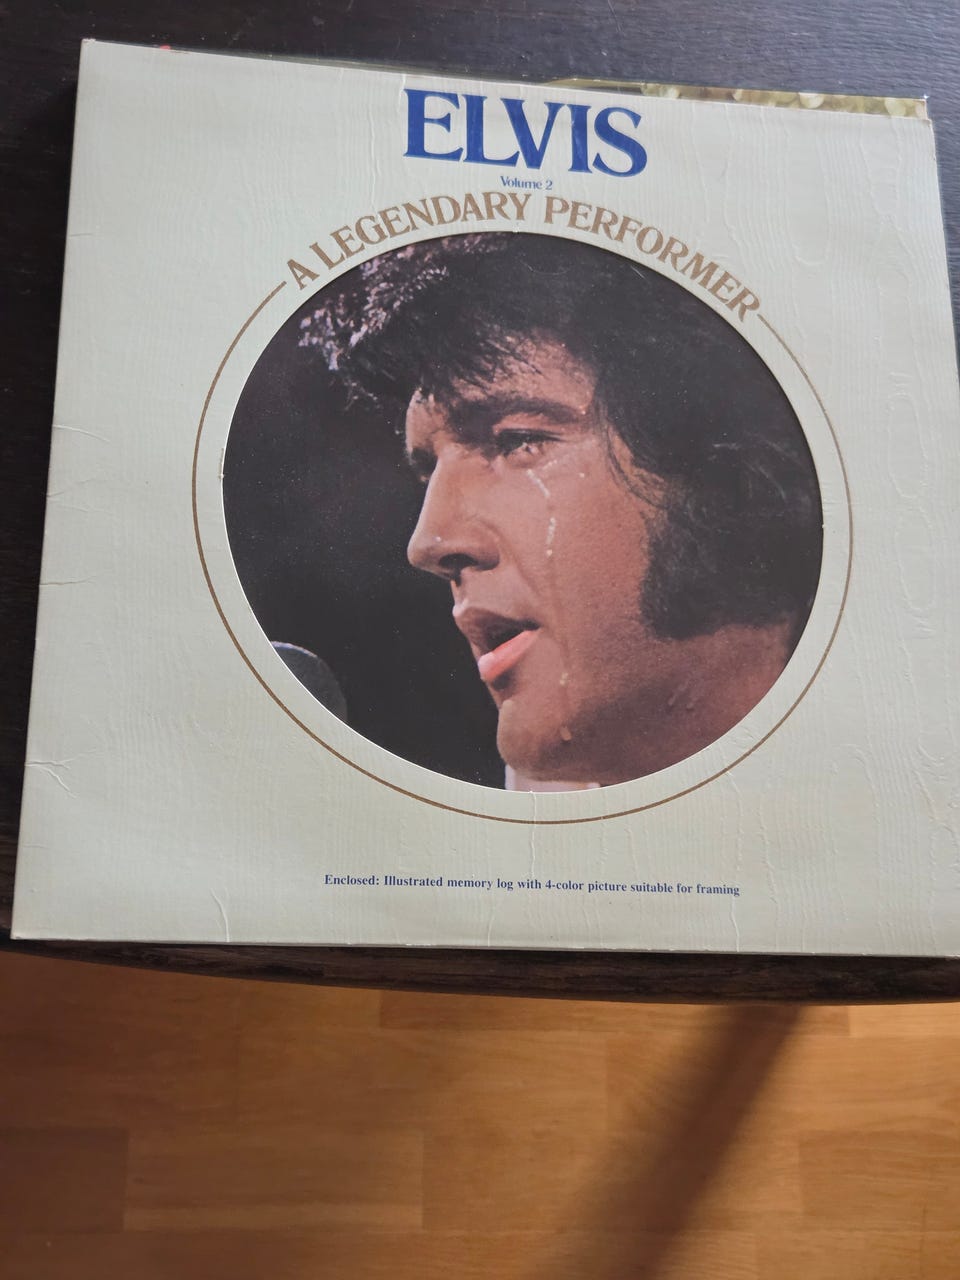 ELVIS
Volume 2
A LEGENDARY PERFORMER
Enclosed: Illustrated memory log with 4-color picture suitable for framing